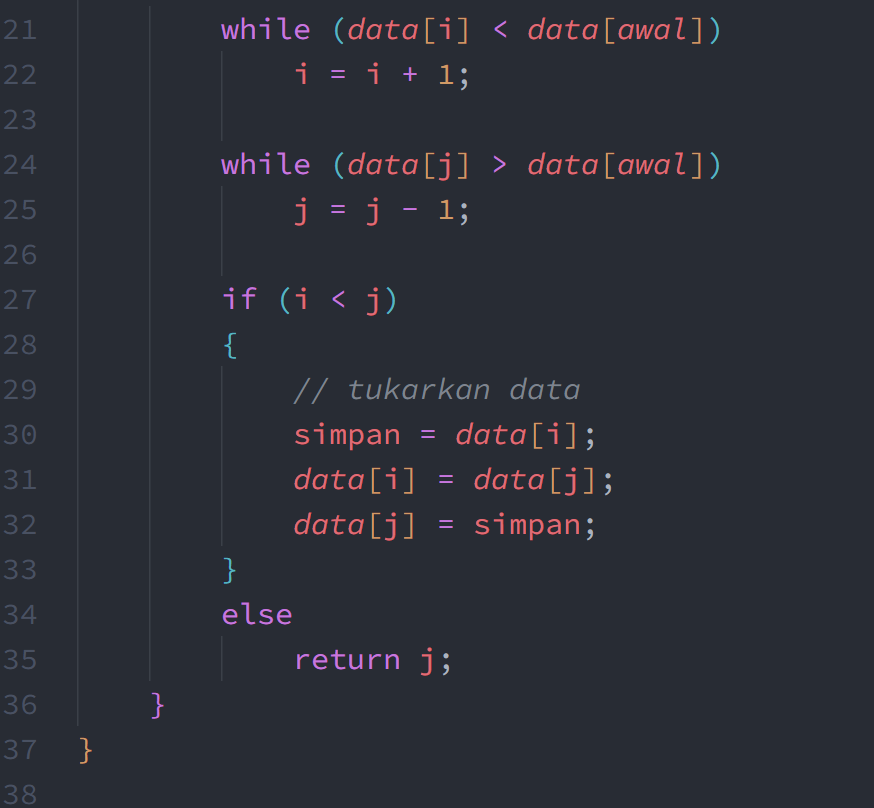 21 while (data[i] < data[awal])
22 i = i + 1;
23
24 while (data[j] > data[awal])
25 j = j - 1;
26
27 if (i < j)
28 {
29 // tukarkan data
30 simpan = data[i];
31 data[i] = data[j];
32 data[j] = simpan;
33 }
34 else
35 return j;
36 }
37 }
38